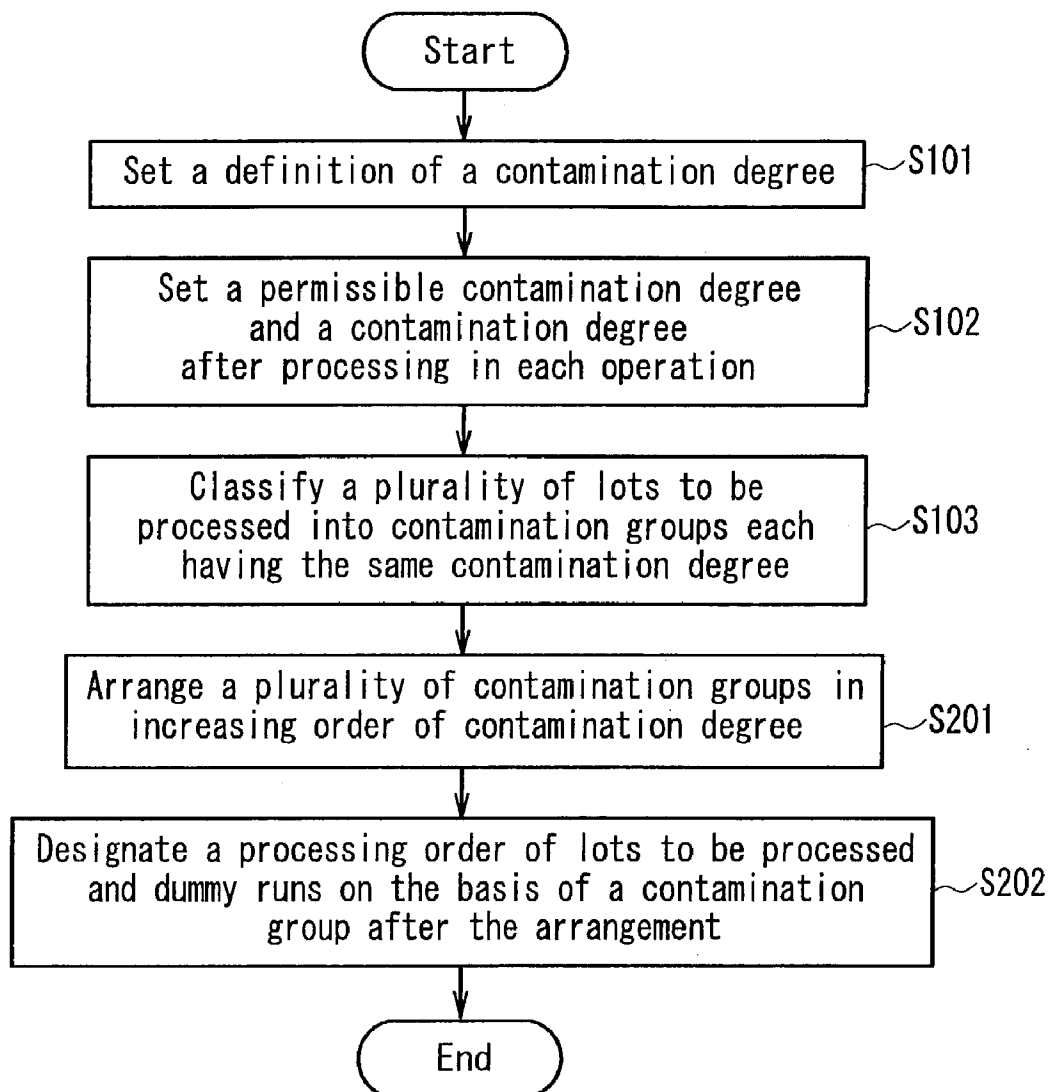 Start
Set a definition of a contamination degree
S101
Set a permissible contamination degree
and a contamination degree
after processing in each operation
S102
Classify a plurality of lots to be
processed into contamination groups each
having the same contamination degree
S103
Arrange a plurality of contamination groups in
increasing order of contamination degree
S201
Designate a processing order of lots to be processed
and dummy runs on the basis of a contamination
group after the arrangement
S202
End